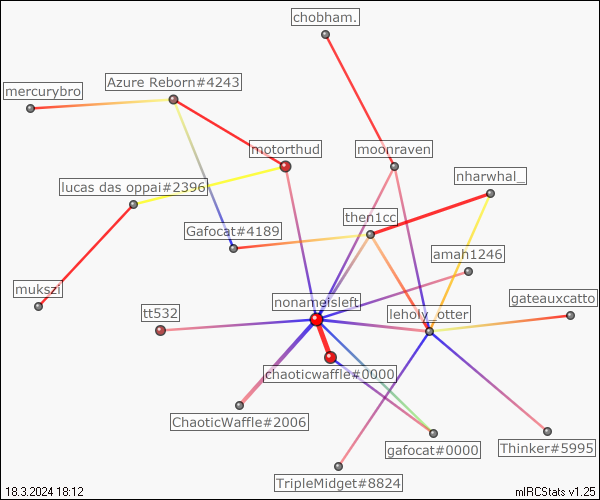 chobham.
Azure Reborn#4243
mercurybro
motorthud
moonraven
nharwhal_
lucas das oppai#2396
then1cc
Gafocat#4189
amah1246
mukszi
nonameisleft
gateauxcatto
tt532
leholy_otter
chaoticwaffle#0000
ChaoticWaffle#2006
gafocat#0000
Thinker#5995
TripleMidget#8824
18.3.2024 18:12
mIRCStats v1.25